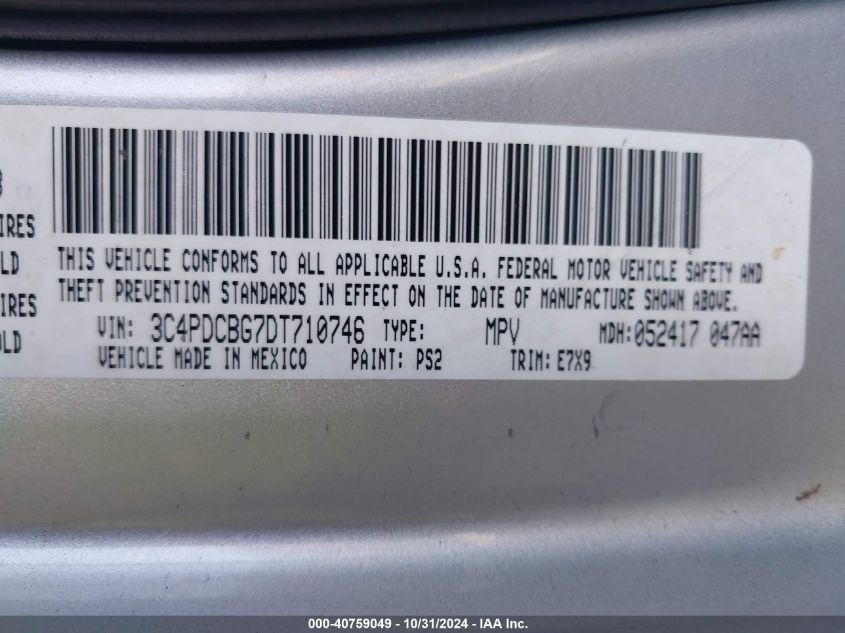 IRES
LD
IRES
OLD
THIS VEHICLE CONFORMS TO ALL APPLICABLE U.S.A. FEDERAL MOTOR VEHICLE SAFETY AND
THEFT PREVENTION STANDARDS IN EFFECT ON THE DATE OF MANUFACTURE SHOWN ABOVE.
VIN: 3C4PDCBG7DT710746 TYPE: MPV MDH:052417 047AA
VEHICLE MADE IN MEXICO PAINT: PS2 TRIM: E7X9
000-40759049 - 10/31/2024 - IAA Inc.